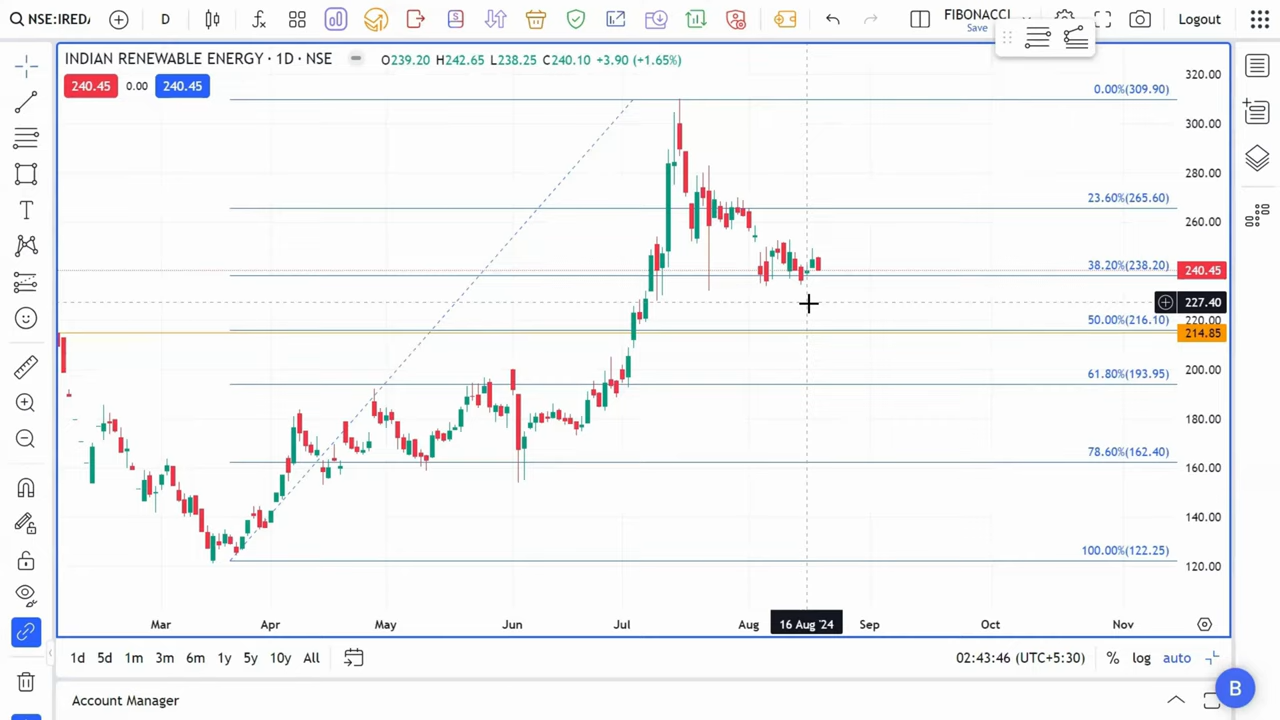 NSE:IRED
D
FIBONACCI
Save
Logout
INDIAN RENEWABLE ENERGY · 1D · NSE
O239.20 H242.65 L238.25 C240.10 +3.90 (+1.65%)
240.45 0.00 240.45
0.00%(309.90)
23.60%(265.60)
38.20%(238.20)
50.00%(216.10)
61.80%(193.95)
78.60%(162.40)
100.00%(122.25)
320.00
300.00
280.00
260.00
240.45
227.40
220.00
214.85
200.00
180.00
160.00
140.00
120.00
Mar Apr May Jun Jul Aug 16 Aug '24 Sep Oct Nov
1d 5d 1m 3m 6m 1y 5y 10y All
02:43:46 (UTC+5:30) % log auto
Account Manager
B